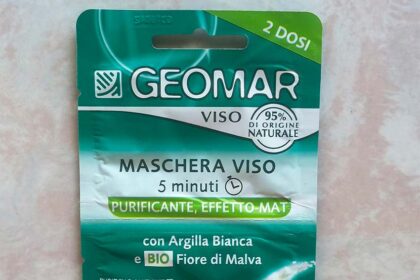 2 DOSI
GEOMAR
VISO
95%
DI ORIGINE
NATURALE
MASCHERA VISO
5 minuti
PURIFICANTE, EFFETTO-MAT
con Argilla Bianca
e BIO Fiore di Malva